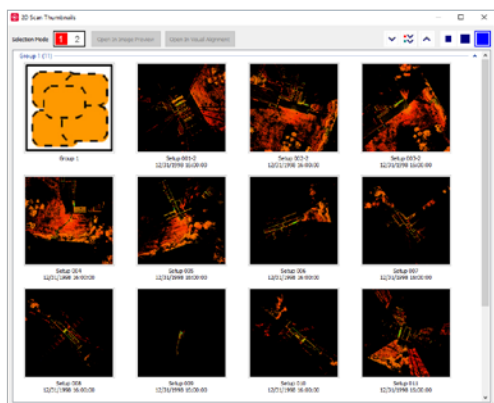 2D Scan Thumbnails
Selection Mode 1 2 Open in Image Preview Open in Visual Alignment
Group 1 (11)
Group 1
Setup 001-2
12/31/1998 16:00:00
Setup 002-2
12/31/1998 16:00:00
Setup 003-2
12/31/1998 16:00:00
Setup 004
12/31/1998 16:00:00
Setup 005
12/31/1998 16:00:00
Setup 006
12/31/1998 16:00:00
Setup 007
12/31/1998 16:00:00
Setup 008
12/31/1998 16:00:00
Setup 009
12/31/1998 16:00:00
Setup 010
12/31/1998 16:00:00
Setup 011
12/31/1998 16:00:00